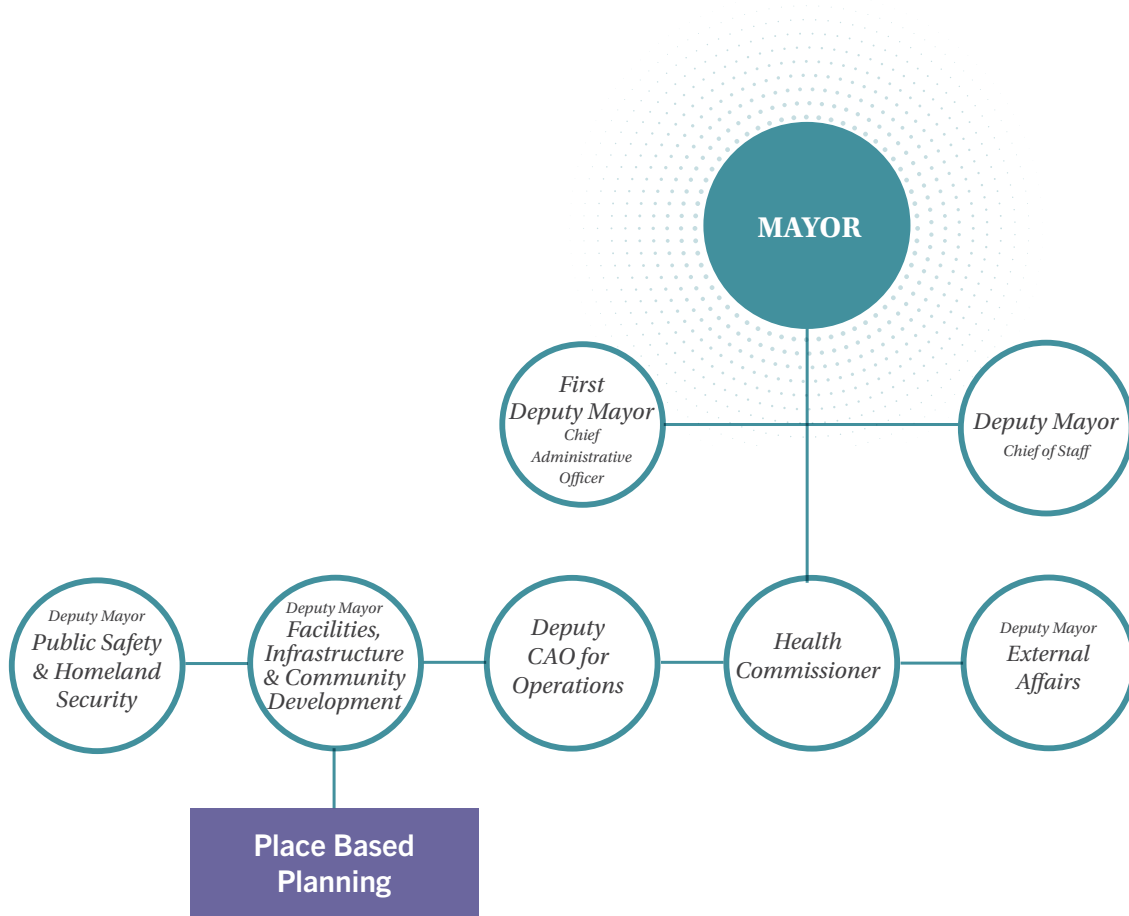 MAYOR
First
Deputy Mayor
Chief
Administrative
Officer
Deputy Mayor
Chief of Staff
Deputy Mayor
Public Safety
& Homeland
Security
Deputy Mayor
Facilities,
Infrastructure
& Community
Development
Deputy
CAO for
Operations
Health
Commissioner
Deputy Mayor
External
Affairs
Place Based
Planning